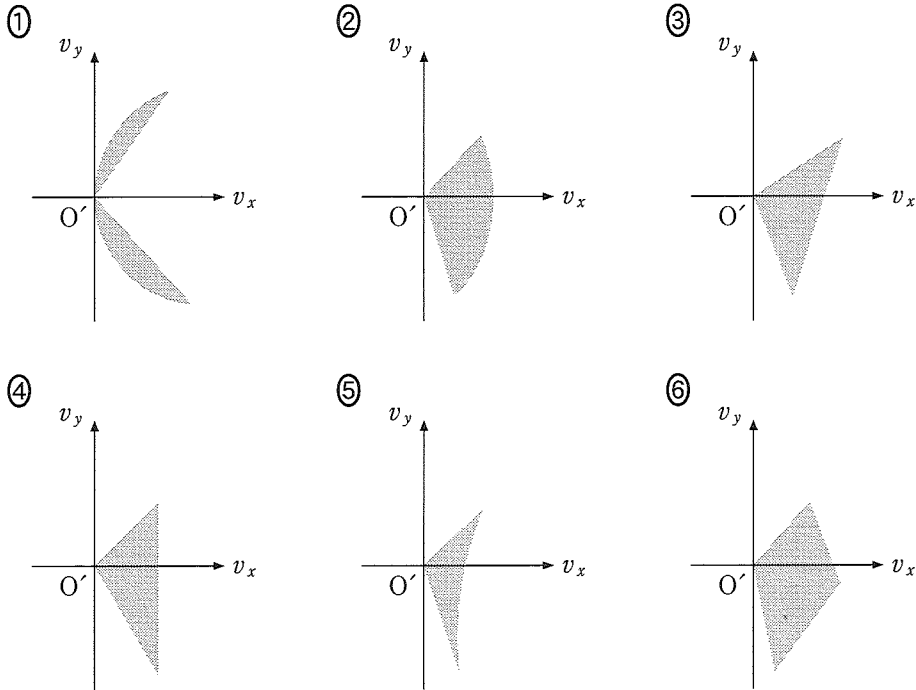 ① ② ③
v_y v_y v_y
v_x v_x v_x
O′ O′ O′
④ ⑤ ⑥
v_y v_y v_y
v_x v_x v_x
O′ O′ O′